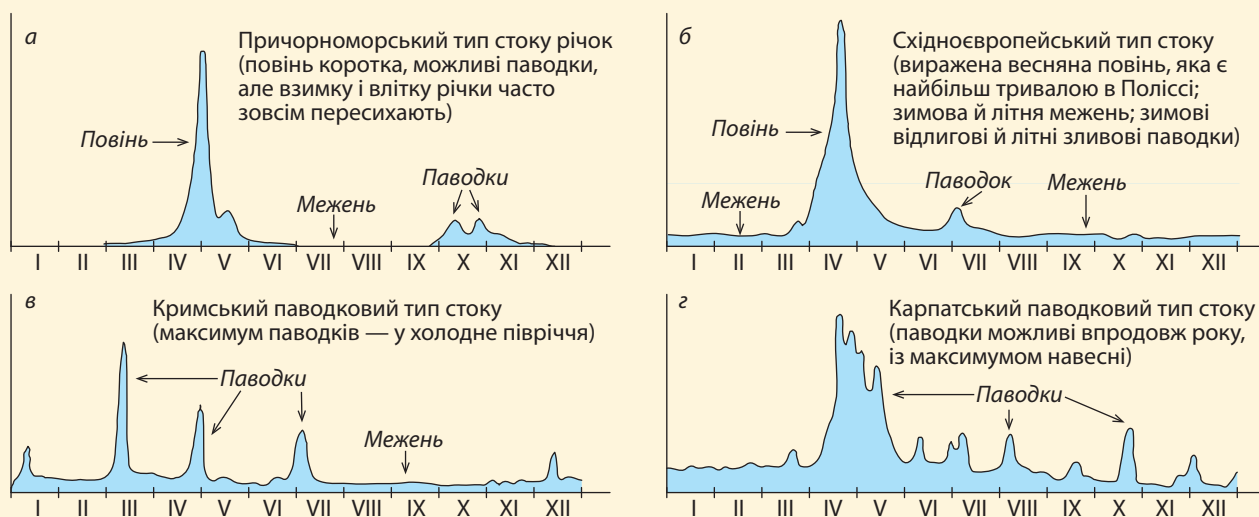 а
Причорноморський тип стоку річок
(повінь коротка, можливі паводки,
але взимку і влітку річки часто
зовсім пересихають)
Повінь
Межень
Паводки
I II III IV V VI VII VIII IX X XI XII
б
Східноєвропейський тип стоку
(виражена весняна повінь, яка є
найбільш тривалою в Поліссі;
зимова й літня межень; зимові
відлигові й літні зливові паводки)
Повінь
Межень
Паводок
Межень
I II III IV V VI VII VIII IX X XI XII
в
Кримський паводковий тип стоку
(максимум паводків — у холодне півріччя)
Паводки
Межень
I II III IV V VI VII VIII IX X XI XII
г
Карпатський паводковий тип стоку
(паводки можливі впродовж року,
із максимумом навесні)
Паводки
I II III IV V VI VII VIII IX X XI XII